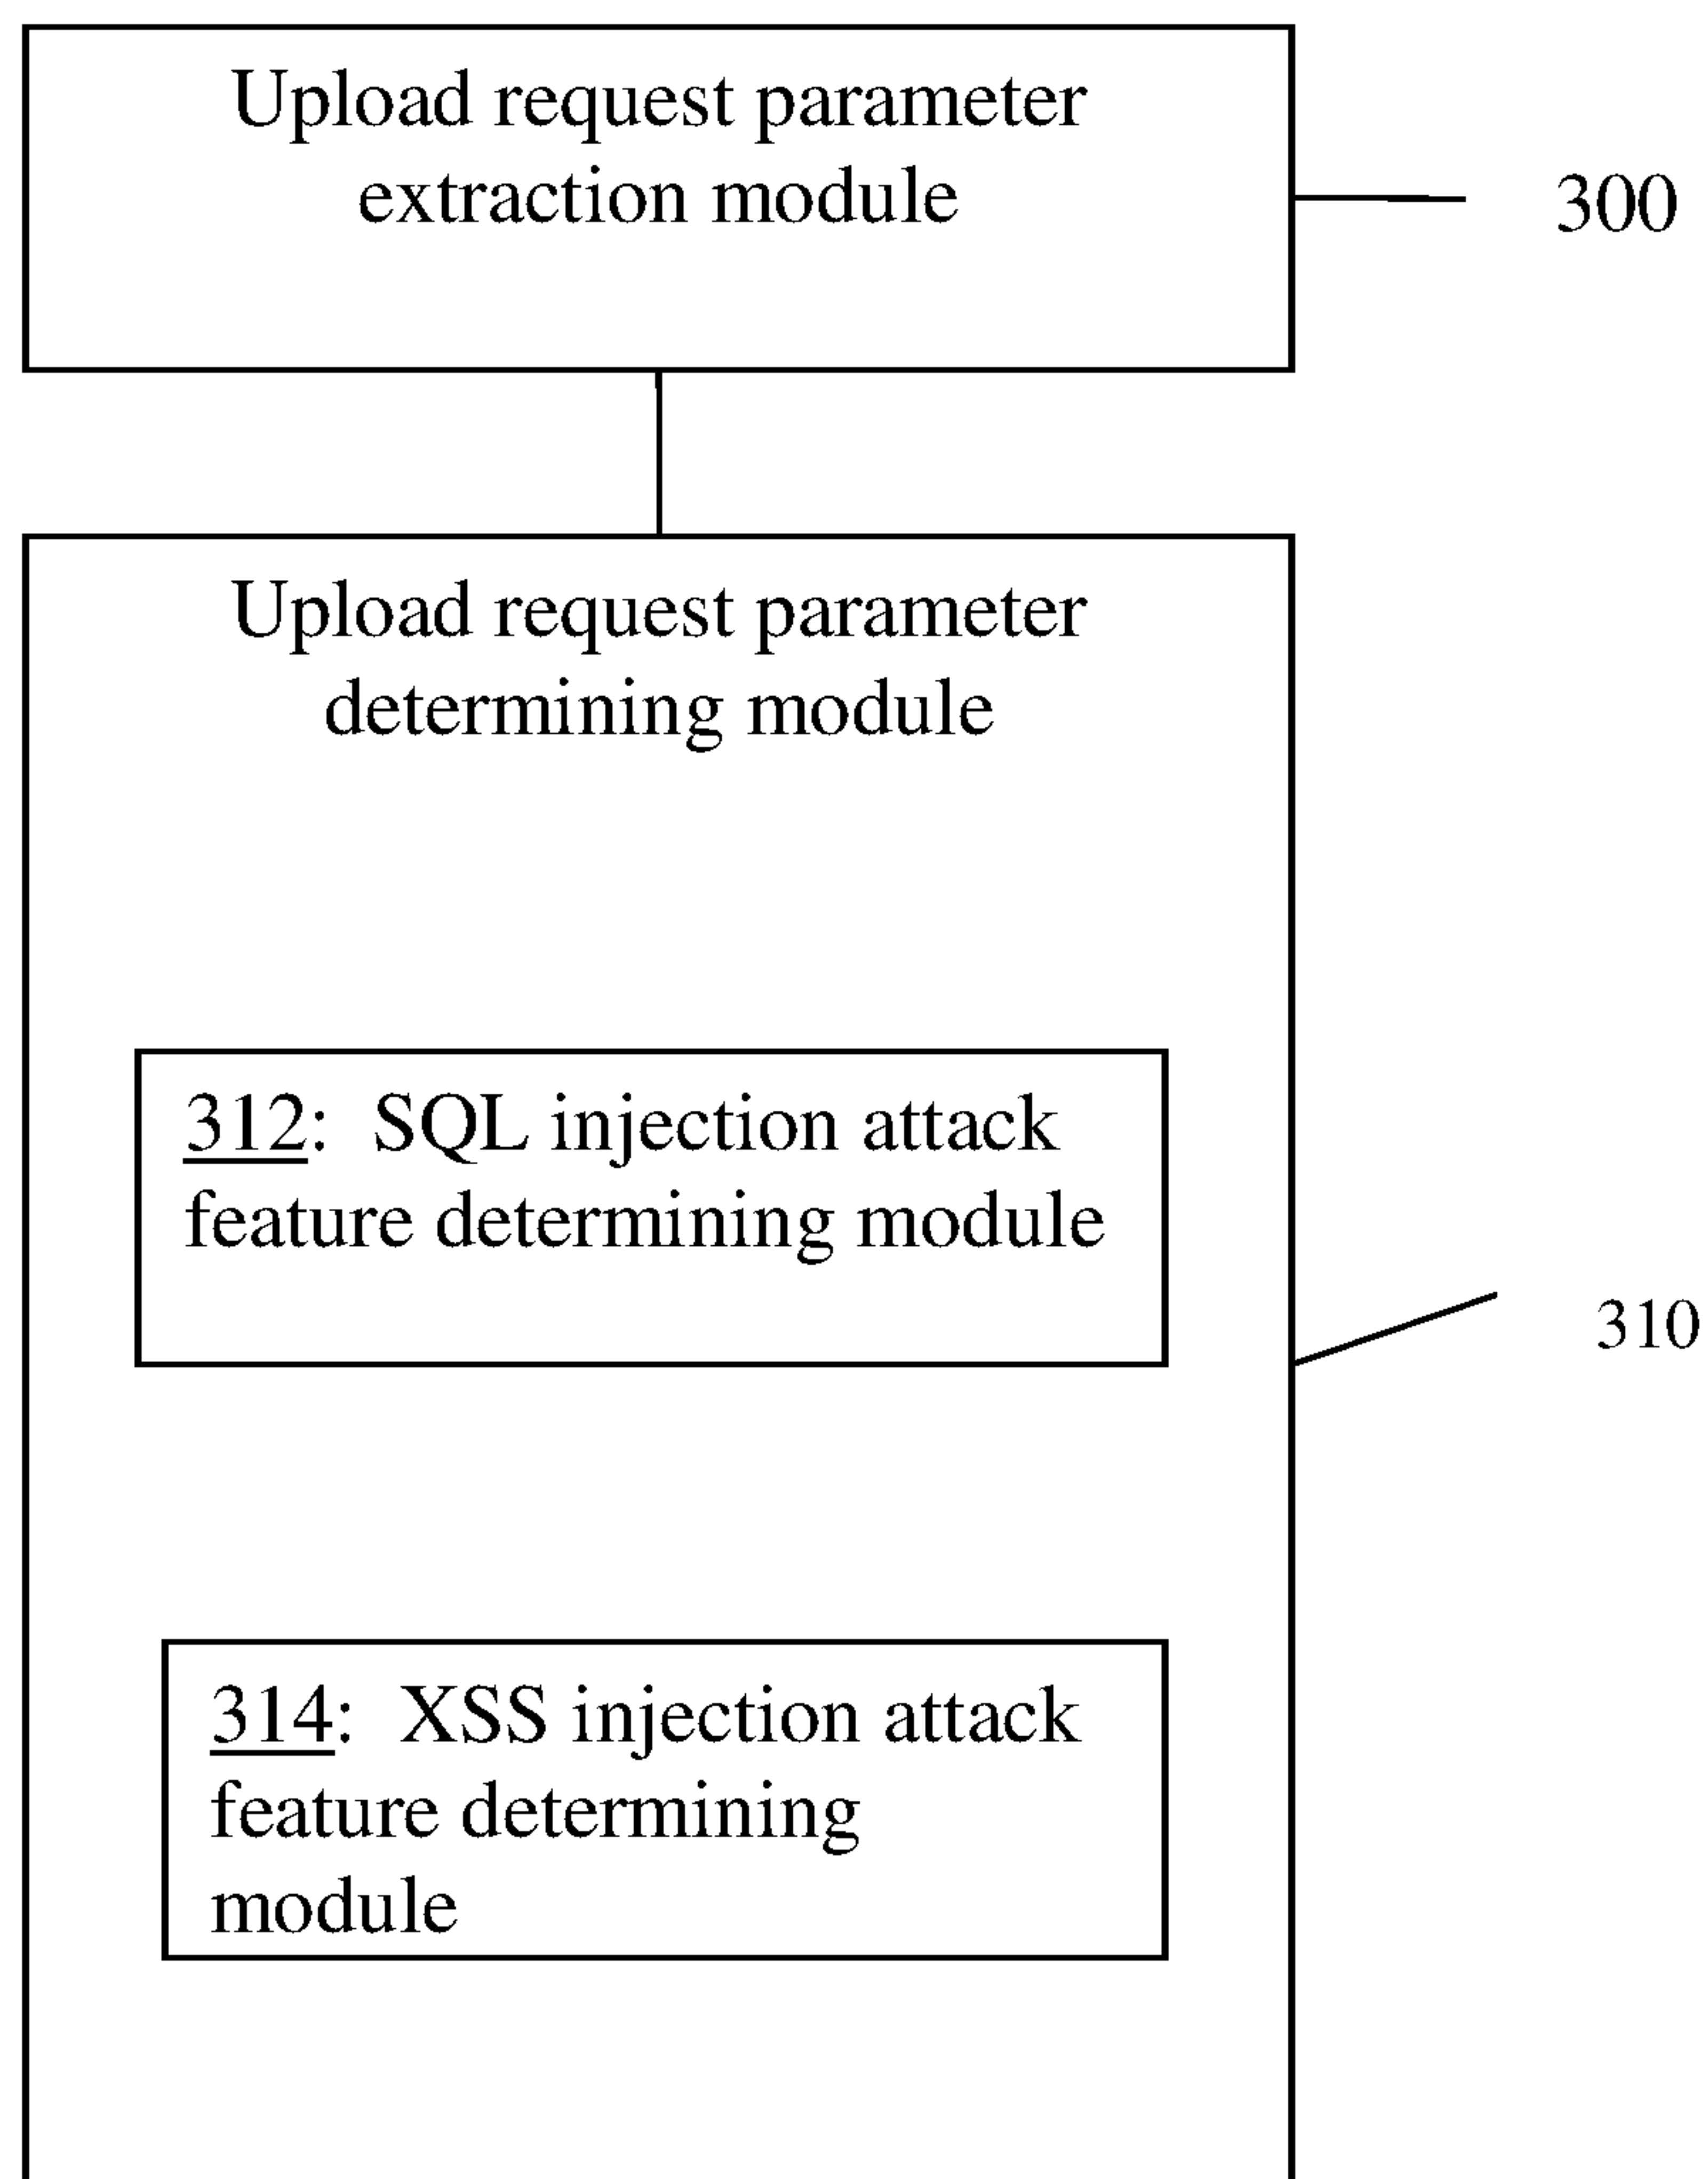 Upload request parameter
extraction module
300
Upload request parameter
determining module
312: SQL injection attack
feature determining module
310
314: XSS injection attack
feature determining
module